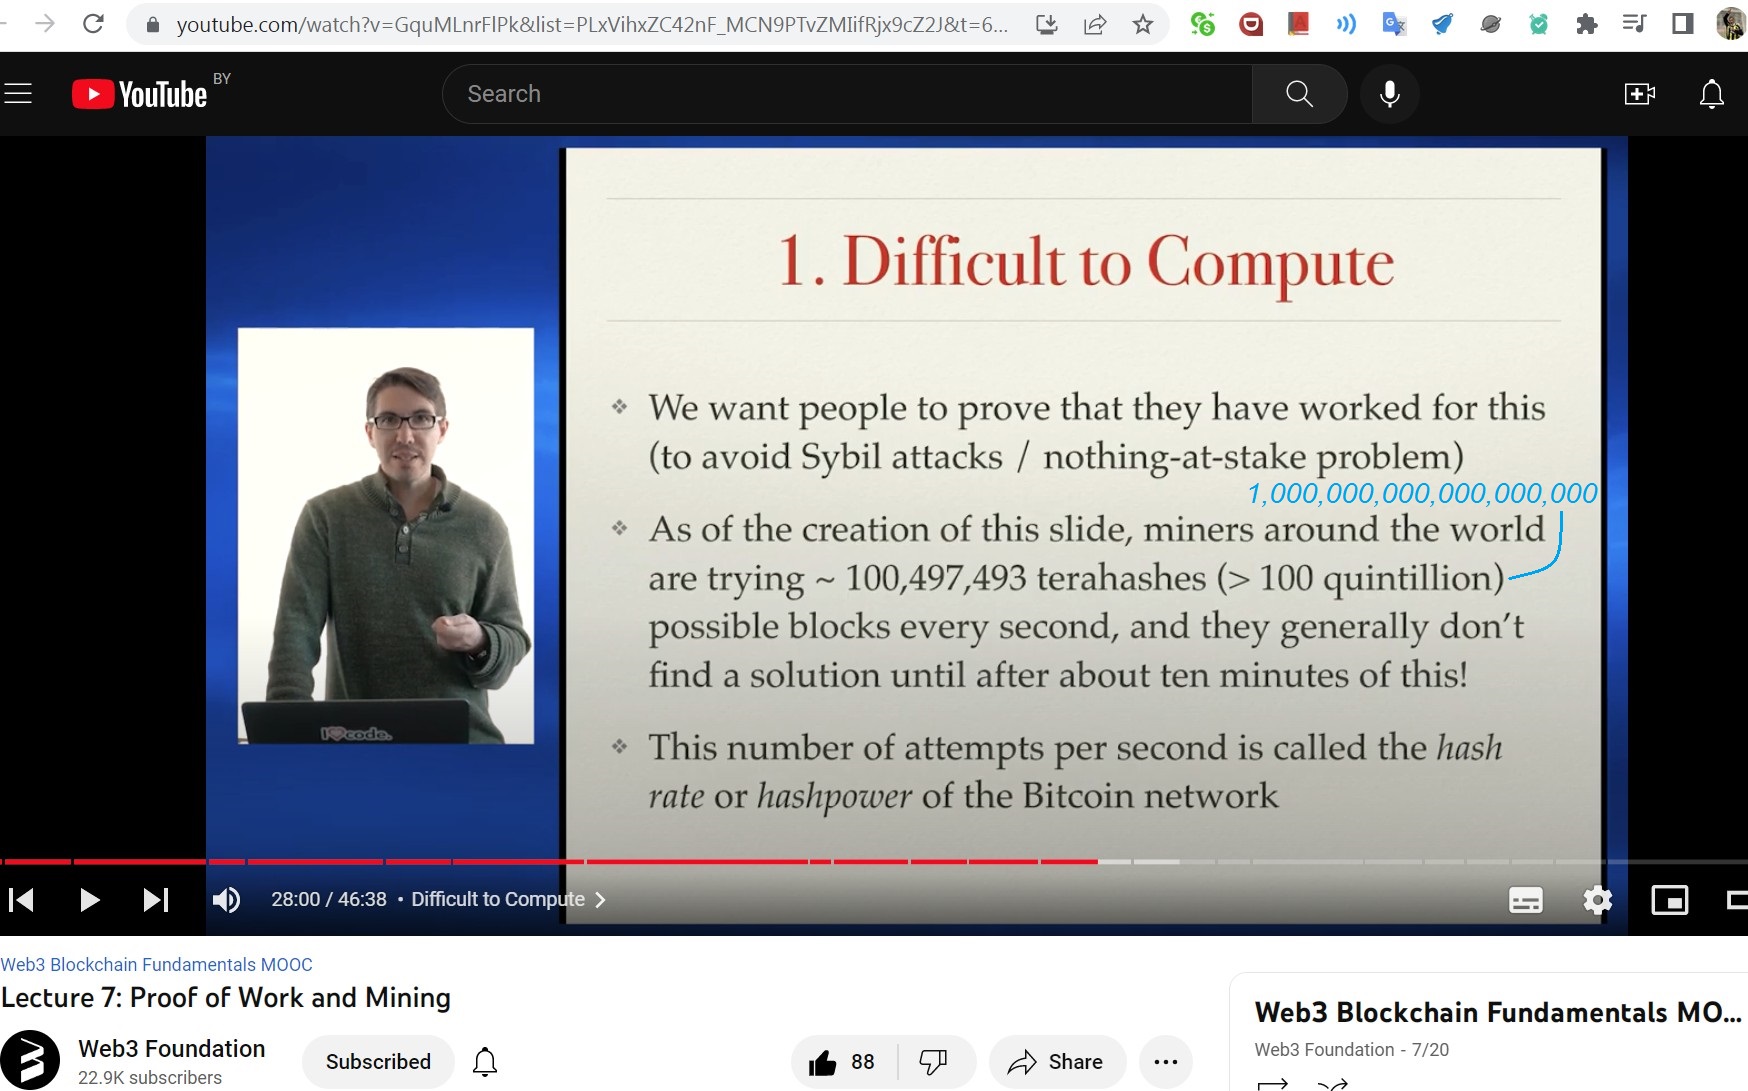 youtube.com/watch?v=GquMLnrFlPk&list=PLxVihxZC42nF_MCN9PTvZMIifRjx9cZ2J&t=6...
YouTube BY
Search
1. Difficult to Compute
We want people to prove that they have worked for this
(to avoid Sybil attacks / nothing-at-stake problem)
1,000,000,000,000,000,000
As of the creation of this slide, miners around the world
are trying ~ 100,497,493 terahashes (> 100 quintillion)
possible blocks every second, and they generally don't
find a solution until after about ten minutes of this!
This number of attempts per second is called the hash
rate or hashpower of the Bitcoin network
I code.
28:00 / 46:38 • Difficult to Compute
Web3 Blockchain Fundamentals MOOC
Lecture 7: Proof of Work and Mining
Web3 Foundation
22.9K subscribers
Subscribed
88
Share
Web3 Blockchain Fundamentals MO...
Web3 Foundation - 7/20